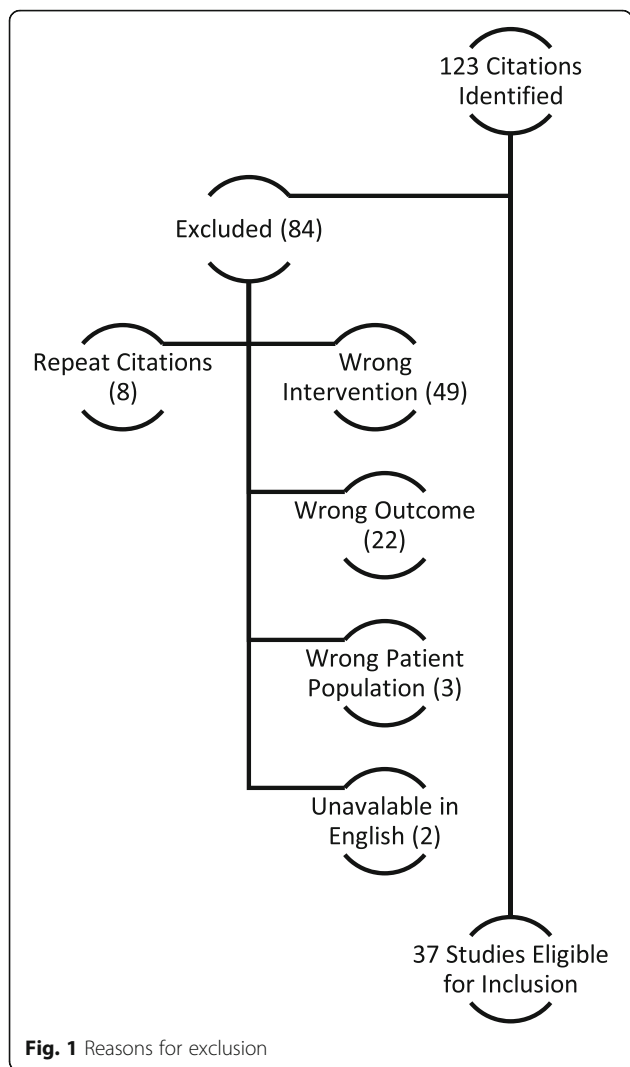 123 Citations
Identified
Excluded (84)
Repeat Citations
(8)
Wrong
Intervention (49)
Wrong Outcome
(22)
Wrong Patient
Population (3)
Unavalable in
English (2)
37 Studies Eligible
for Inclusion
Fig. 1 Reasons for exclusion